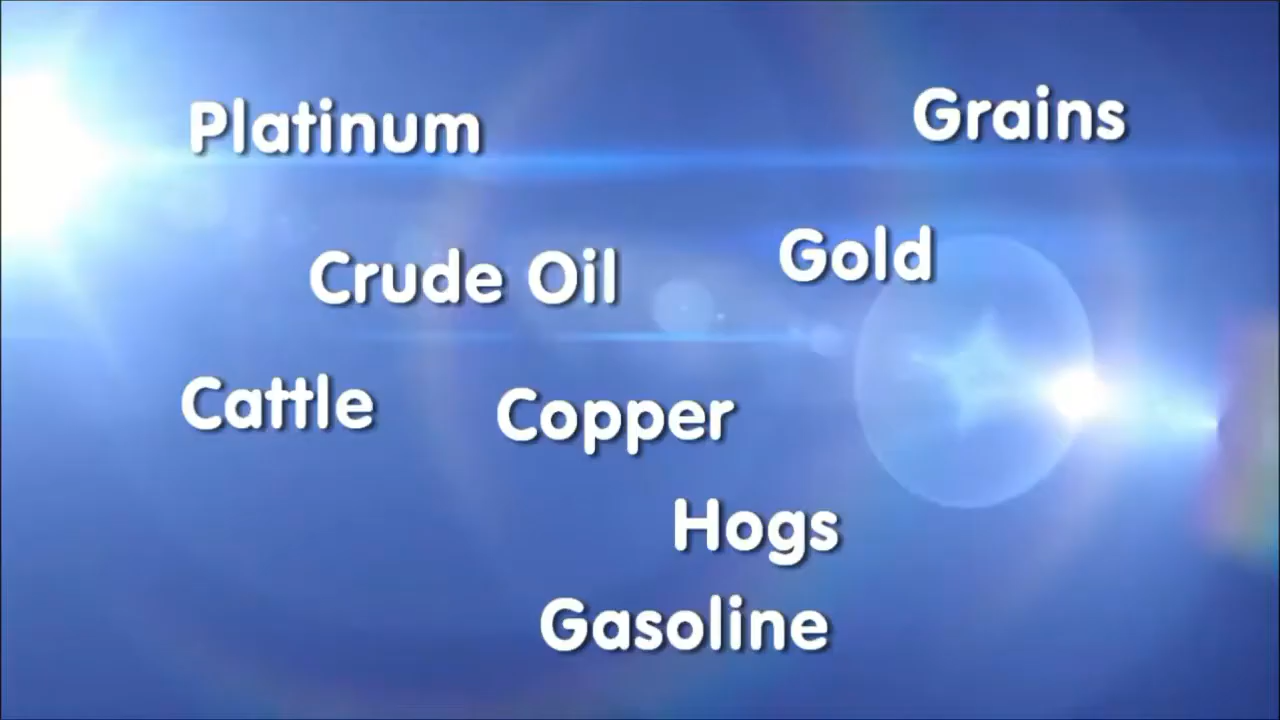 Platinum
Grains
Crude Oil
Gold
Cattle
Copper
Hogs
Gasoline